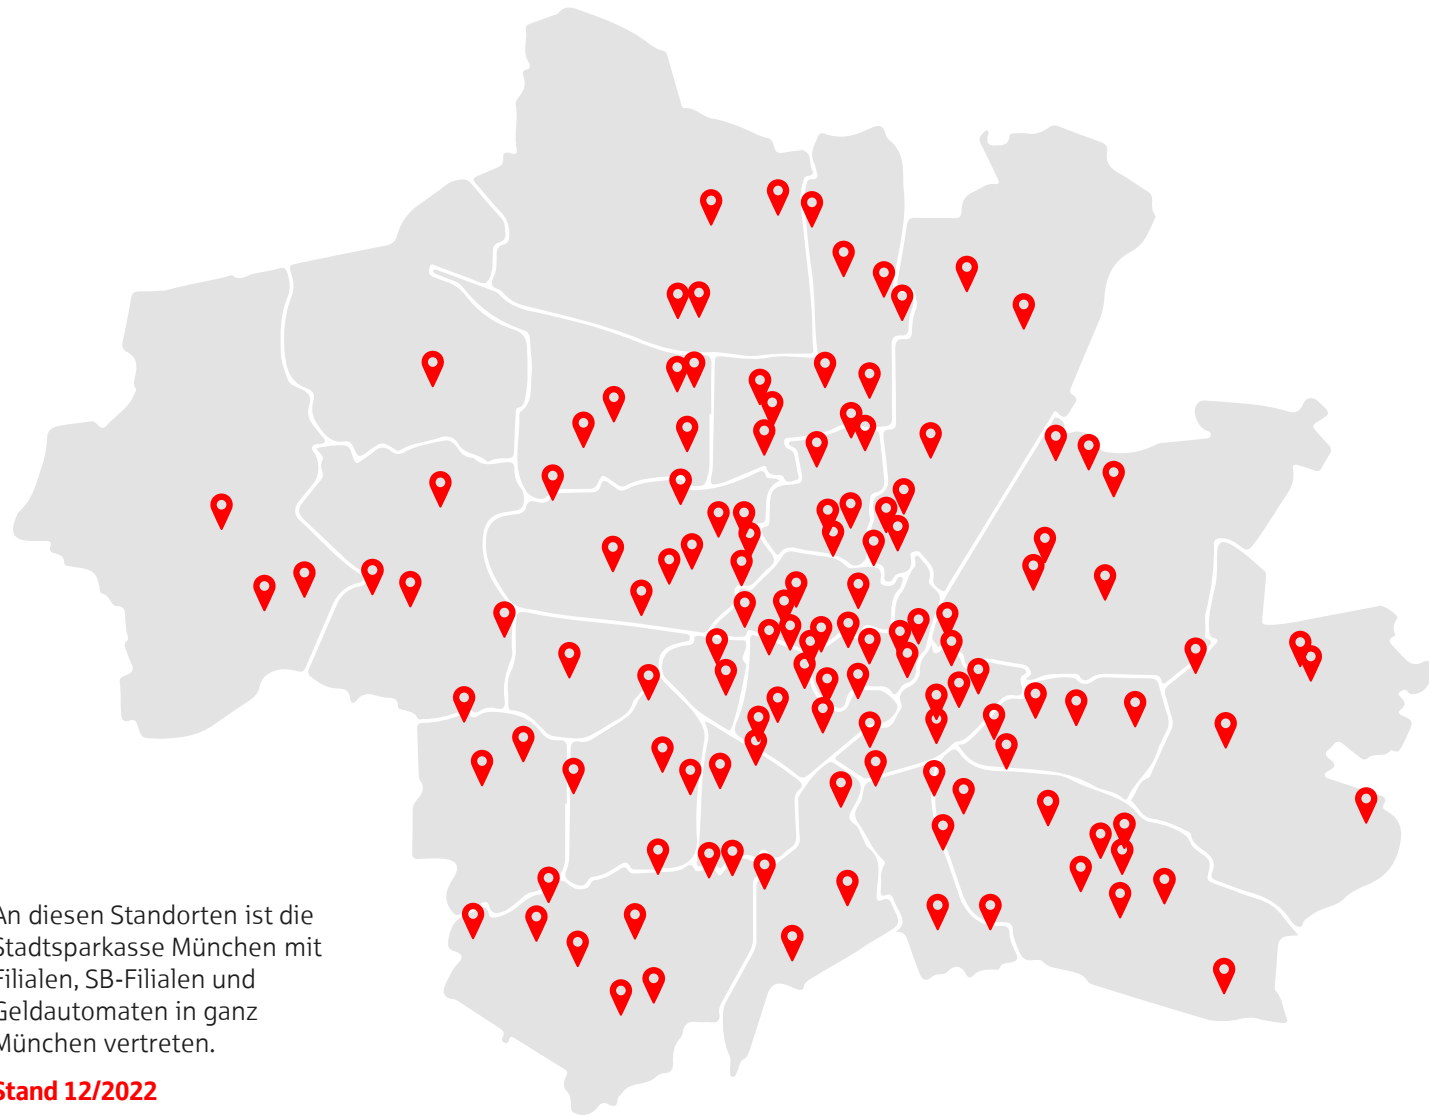 An diesen Standorten ist die
Stadtsparkasse München mit
Filialen, SB-Filialen und
Geldautomaten in ganz
München vertreten.
Stand 12/2022